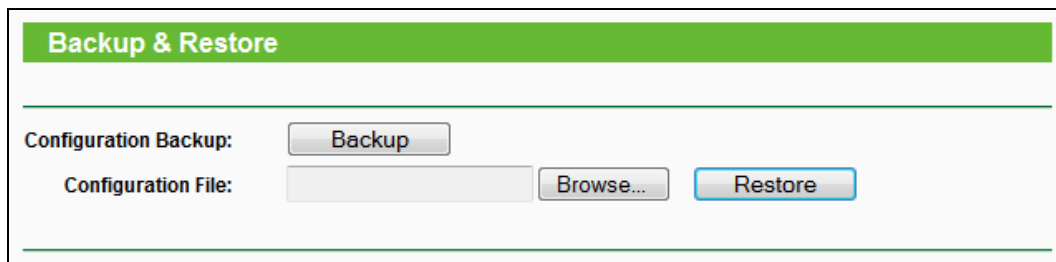 Backup & Restore
Configuration Backup: Backup
Configuration File: Browse... Restore